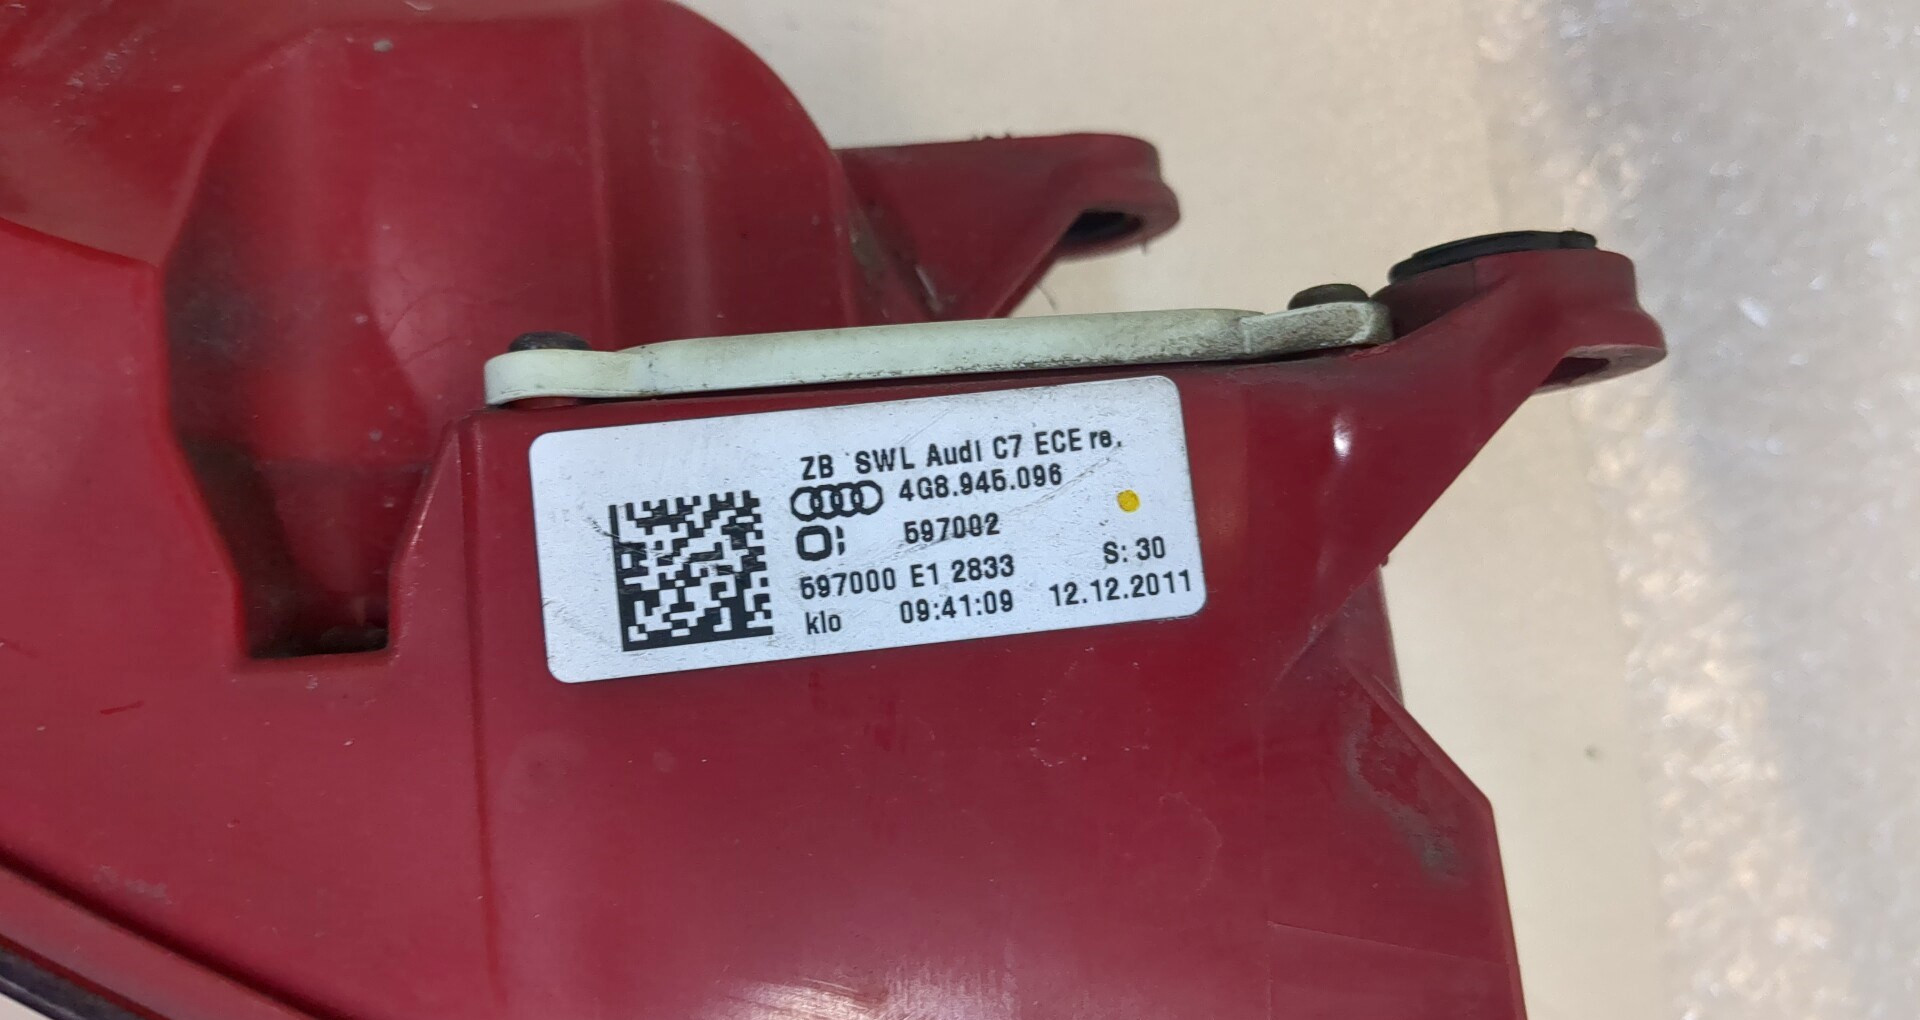 ZB SWL Audi C7 ECE re.
4G8.945.096
597002
S: 30
597000 E1 2833
klo 09:41:09 12.12.2011